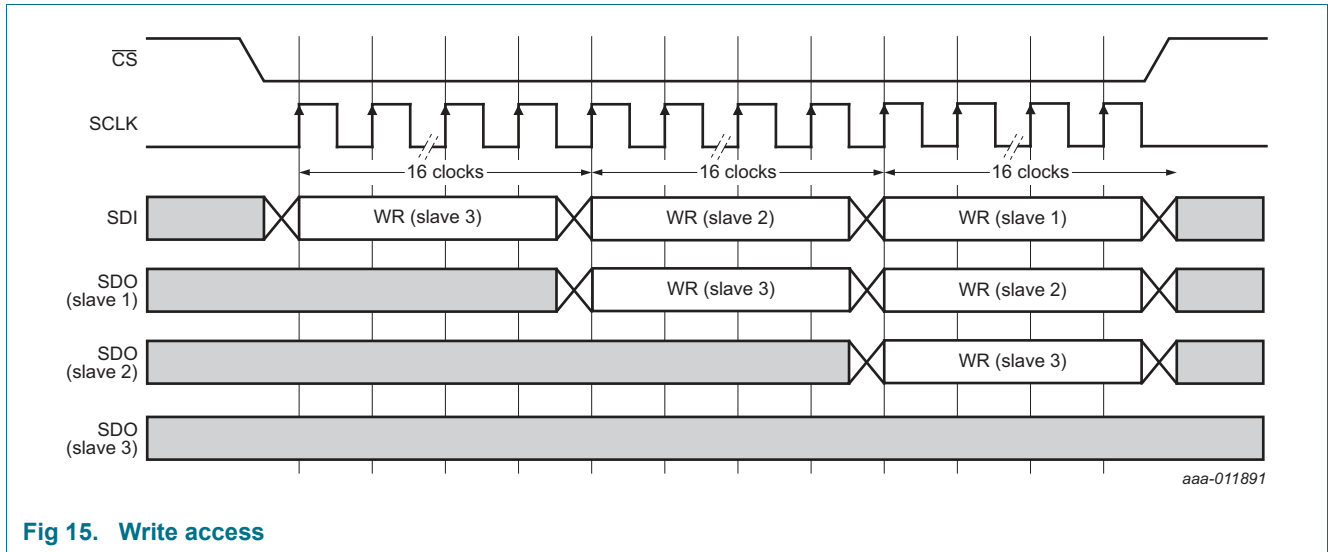 CS
SCLK
16 clocks 16 clocks 16 clocks
SDI WR (slave 3) WR (slave 2) WR (slave 1)
SDO
(slave 1) WR (slave 3) WR (slave 2)
SDO
(slave 2) WR (slave 3)
SDO
(slave 3)
aaa-011891
Fig 15. Write access